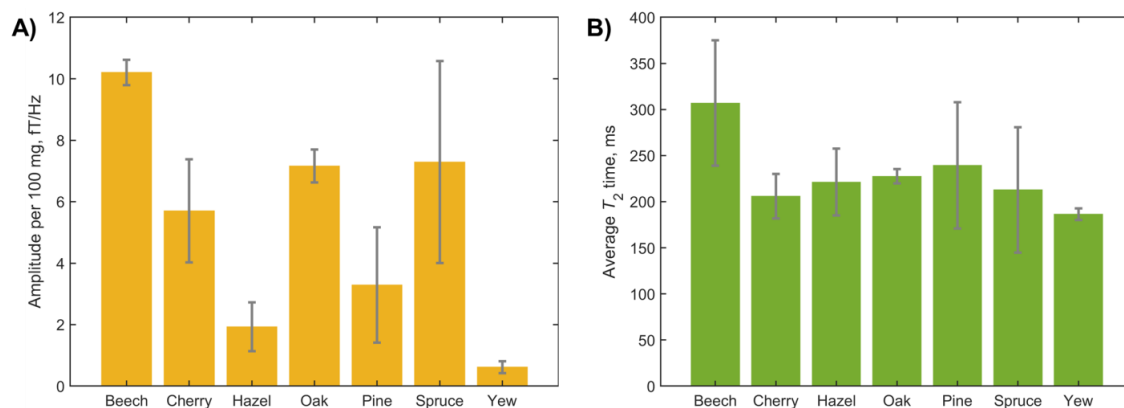 A)
Amplitude per 100 mg, fT/Hz
12
10
8
6
4
2
0
Beech Cherry Hazel Oak Pine Spruce Yew
B)
Average T2 time, ms
400
350
300
250
200
150
100
50
0
Beech Cherry Hazel Oak Pine Spruce Yew